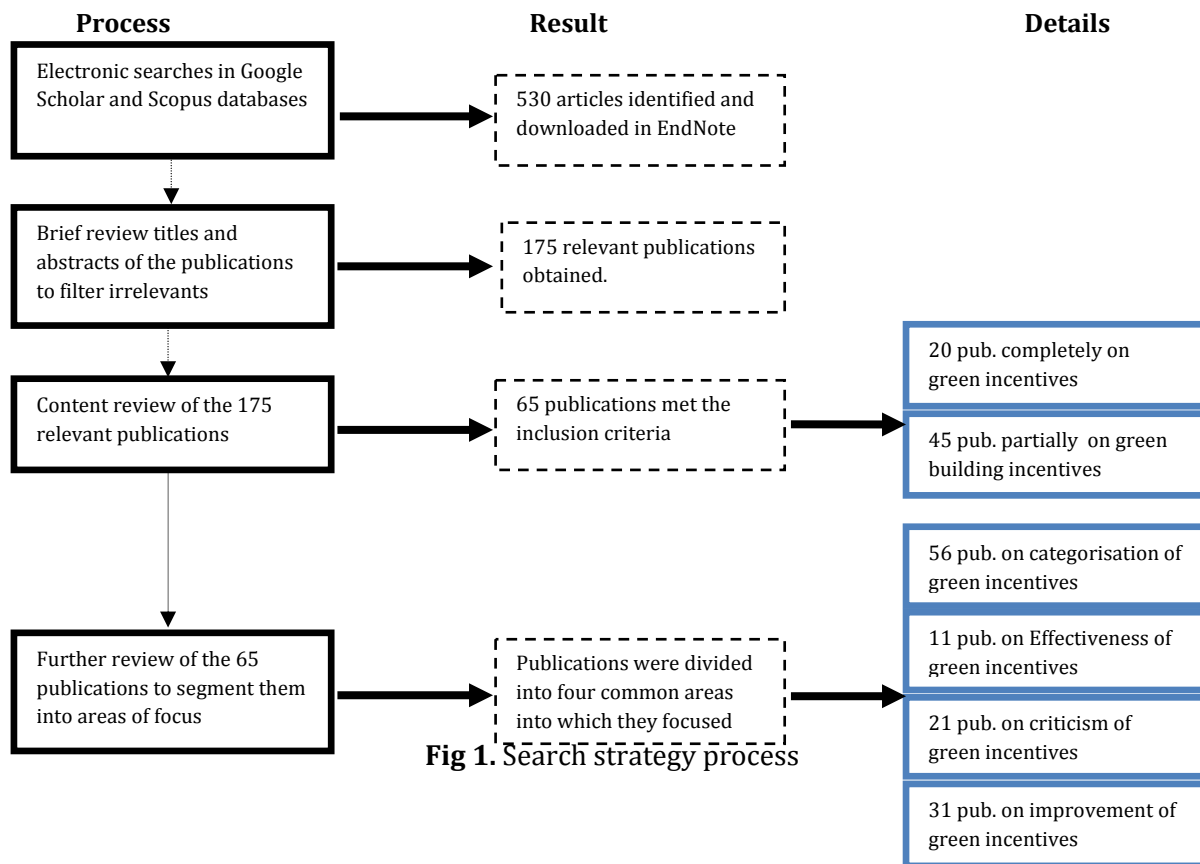 Process
Result
Details
Electronic searches in Google
Scholar and Scopus databases
530 articles identified and
downloaded in EndNote
Brief review titles and
abstracts of the publications
to filter irrelevants
175 relevant publications
obtained.
Content review of the 175
relevant publications
65 publications met the
inclusion criteria
20 pub. completely on
green incentives
45 pub. partially on green
building incentives
Further review of the 65
publications to segment them
into areas of focus
Publications were divided
into four common areas
into which they focused
56 pub. on categorisation of
green incentives
11 pub. on Effectiveness of
green incentives
21 pub. on criticism of
green incentives
31 pub. on improvement of
green incentives
Fig 1. Search strategy process